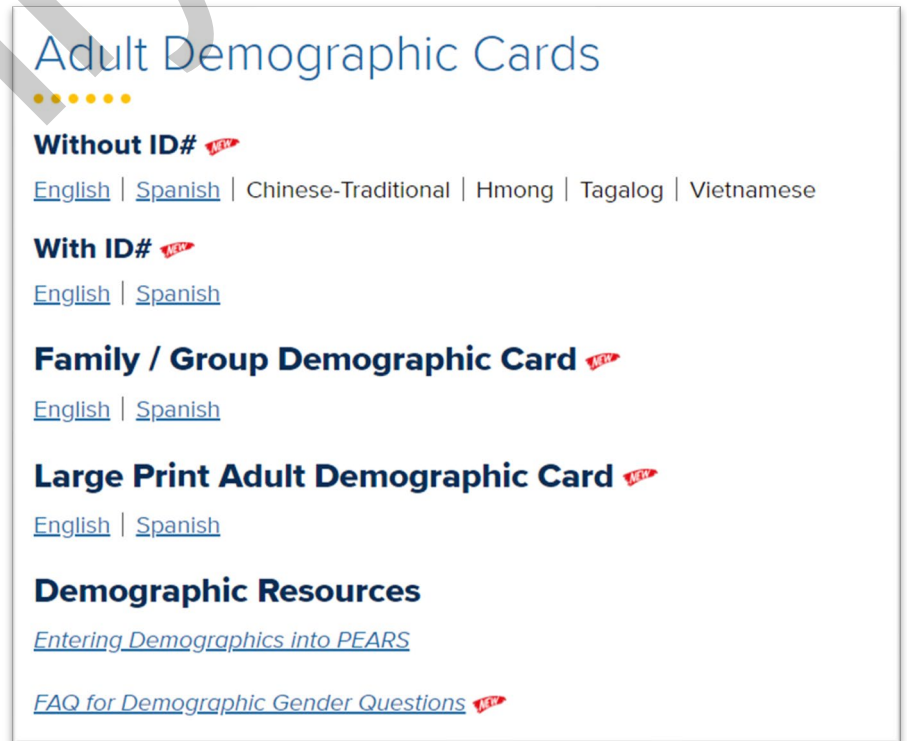 Adult Demographic Cards
Without ID# NEW
English | Spanish | Chinese-Traditional | Hmong | Tagalog | Vietnamese
With ID# NEW
English | Spanish
Family / Group Demographic Card NEW
English | Spanish
Large Print Adult Demographic Card NEW
English | Spanish
Demographic Resources
Entering Demographics into PEARS
FAQ for Demographic Gender Questions NEW